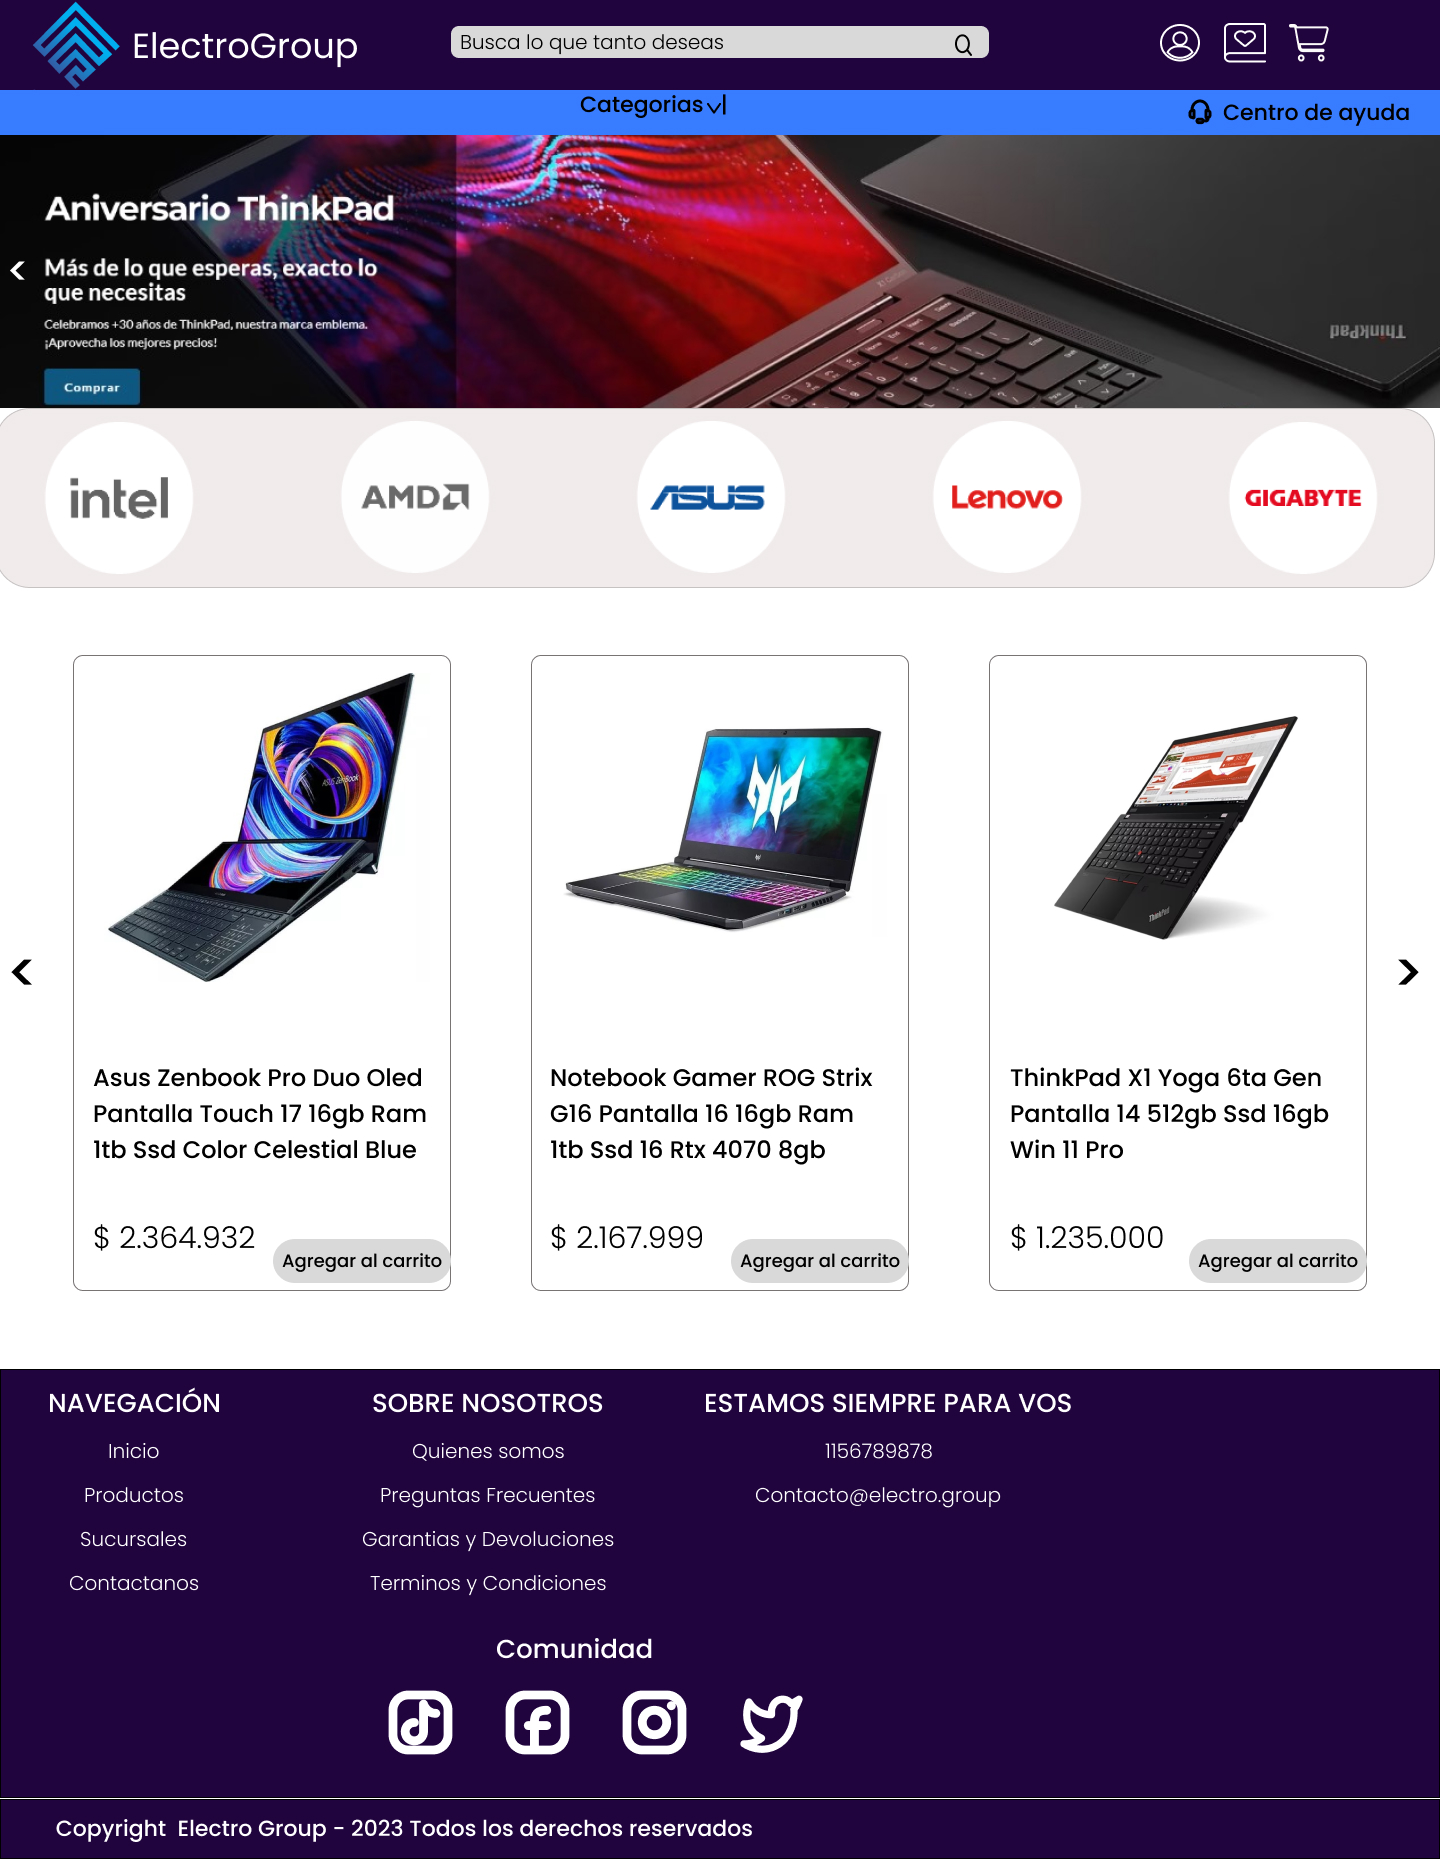 ElectroGroup
Busca lo que tanto deseas
Categorias
Centro de ayuda
Aniversario ThinkPad
Más de lo que esperas, exacto lo
que necesitas
Celebramos +30 años de ThinkPad, nuestra marca emblema.
¡Aprovecha los mejores precios!
Comprar
X1 Carbon
ThinkPad
intel
AMD
ASUS
Lenovo
GIGABYTE
ASUS ZenBook
ThinkPad
Asus Zenbook Pro Duo Oled
Pantalla Touch 17 16gb Ram
1tb Ssd Color Celestial Blue
$ 2.364.932
Agregar al carrito
Notebook Gamer ROG Strix
G16 Pantalla 16 16gb Ram
1tb Ssd 16 Rtx 4070 8gb
$ 2.167.999
Agregar al carrito
ThinkPad X1 Yoga 6ta Gen
Pantalla 14 512gb Ssd 16gb
Win 11 Pro
$ 1.235.000
Agregar al carrito
NAVEGACIÓN
Inicio
Productos
Sucursales
Contactanos
SOBRE NOSOTROS
Quienes somos
Preguntas Frecuentes
Garantias y Devoluciones
Terminos y Condiciones
ESTAMOS SIEMPRE PARA VOS
1156789878
Contacto@electro.group
Comunidad
Copyright  Electro Group - 2023 Todos los derechos reservados